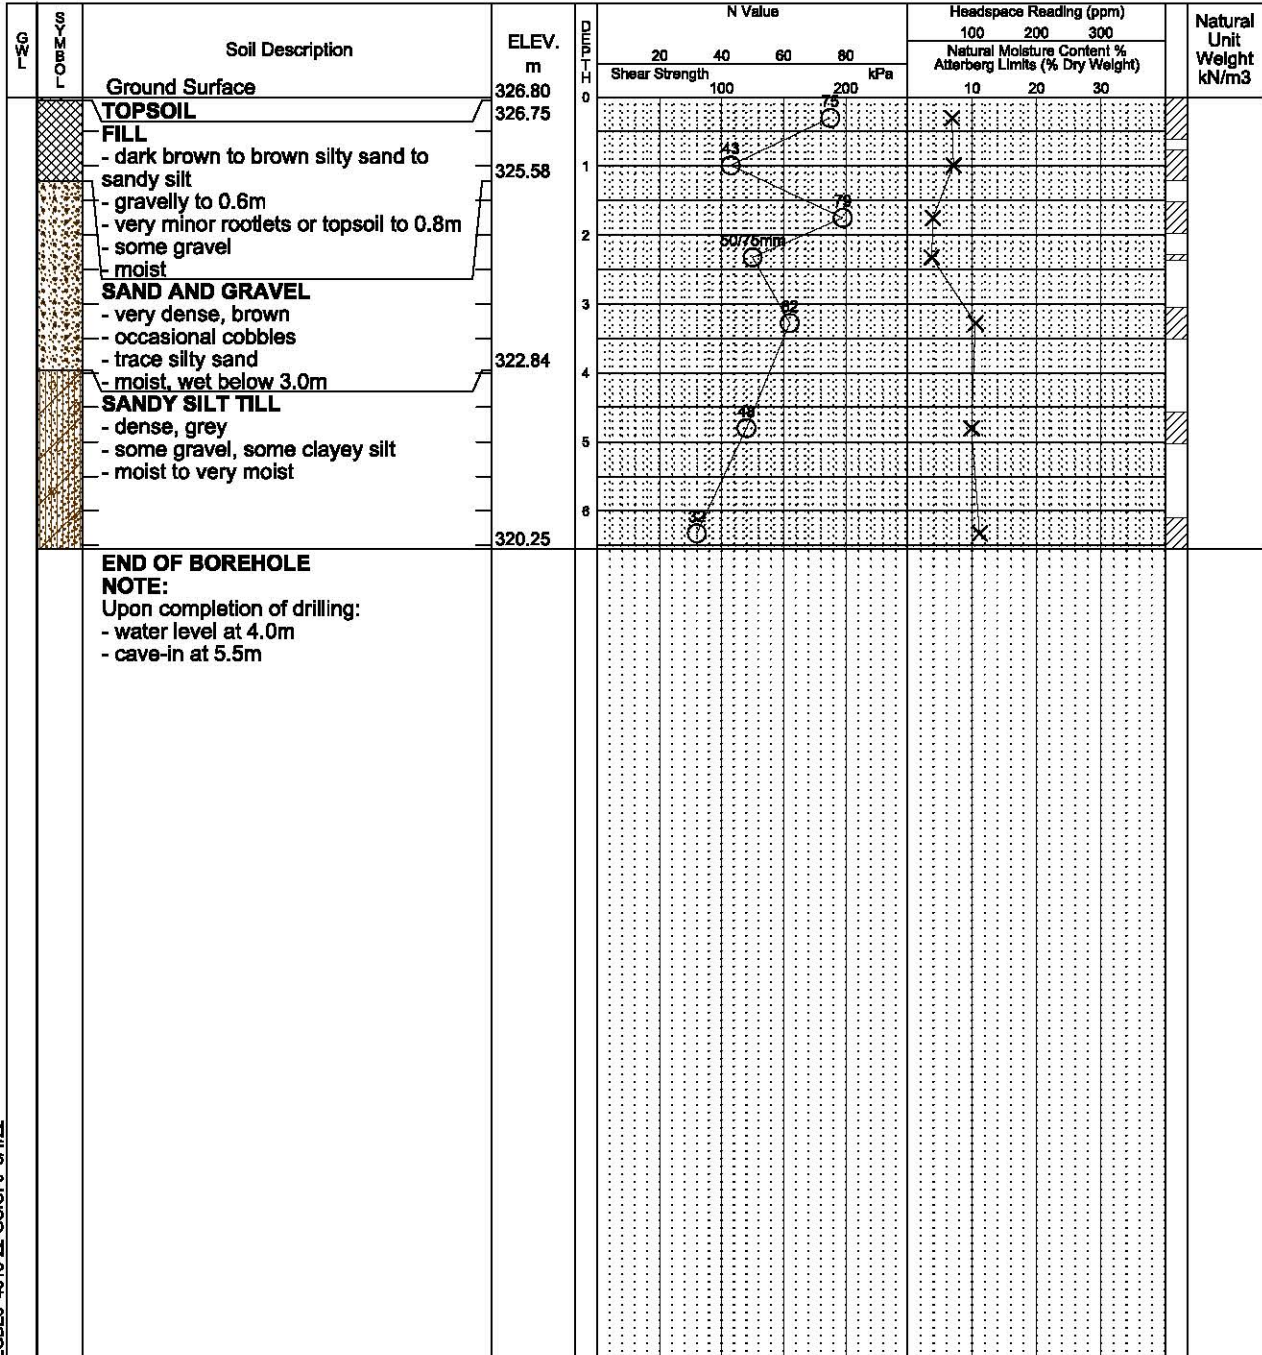 GWL
SYMBOL
Soil Description
Ground Surface
ELEV.
m
326.80
DEPTH
N Value
20 40 60 80
Shear Strength kPa
100 200
Headspace Reading (ppm)
100 200 300
Natural Moisture Content %
Atterberg Limits (% Dry Weight)
10 20 30
Natural
Unit
Weight
kN/m3
0
TOPSOIL 326.75
FILL
- dark brown to brown silty sand to
sandy silt 325.58
- gravelly to 0.6m
- very minor rootlets or topsoil to 0.8m
- some gravel
- moist
SAND AND GRAVEL
- very dense, brown
- occasional cobbles
- trace silty sand 322.84
- moist, wet below 3.0m
SANDY SILT TILL
- dense, grey
- some gravel, some clayey silt
- moist to very moist
320.25
END OF BOREHOLE
NOTE:
Upon completion of drilling:
- water level at 4.0m
- cave-in at 5.5m
1
2
3
4
5
6
75
43
79
50/75mm
62
48
32